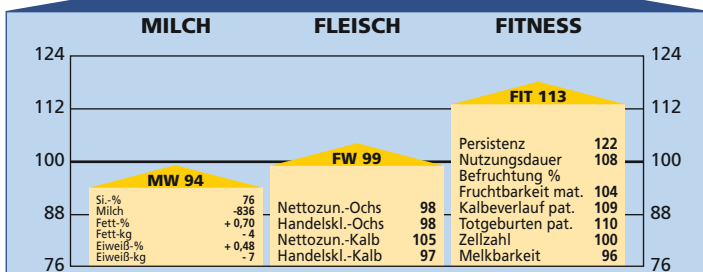 MILCH FLEISCH FITNESS
124 124
112 112
100 100
88 88
76 76
MW 94
Si.-% 76
Milch -836
Fett-% + 0,70
Fett-kg - 4
Eiweiß-% + 0,48
Eiweiß-kg - 7
FW 99
Nettozun.-Ochs 98
Handelskl.-Ochs 98
Nettozun.-Kalb 105
Handelskl.-Kalb 97
FIT 113
Persistenz 122
Nutzungsdauer 108
Befruchtung %
Fruchtbarkeit mat. 104
Kalbeverlauf pat. 109
Totgeburten pat. 110
Zellzahl 100
Melkbarkeit 96